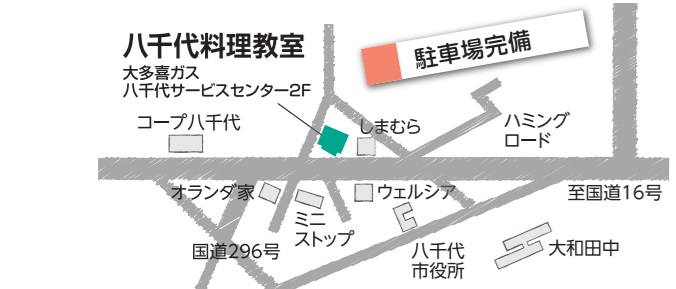 八千代料理教室
大多喜ガス
八千代サービスセンター2F
駐車場完備
コープ八千代
しまむら
ハミング
ロード
オランダ家
ミニ
ストップ
ウェルシア
至国道16号
国道296号
八千代
市役所
大和田中